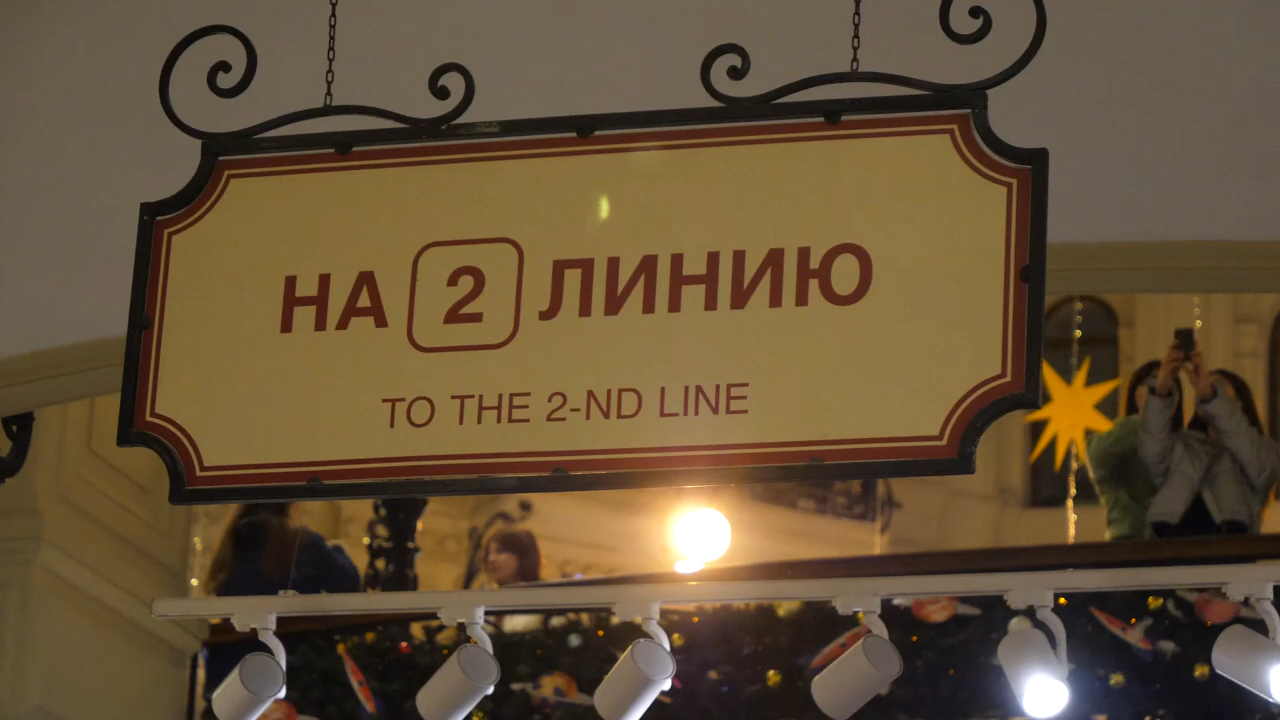 НА 2 ЛИНИЮ
TO THE 2-ND LINE